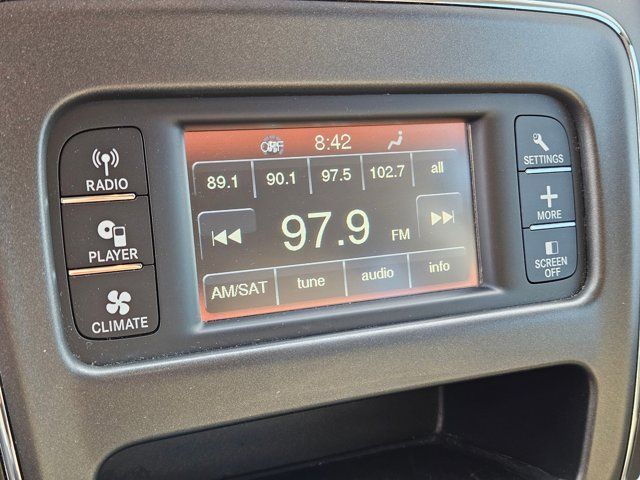 RADIO
PLAYER
CLIMATE
OFF 8:42
89.1 90.1 97.5 102.7 all
97.9 FM
AM/SAT tune audio info
SETTINGS
MORE
SCREEN
OFF